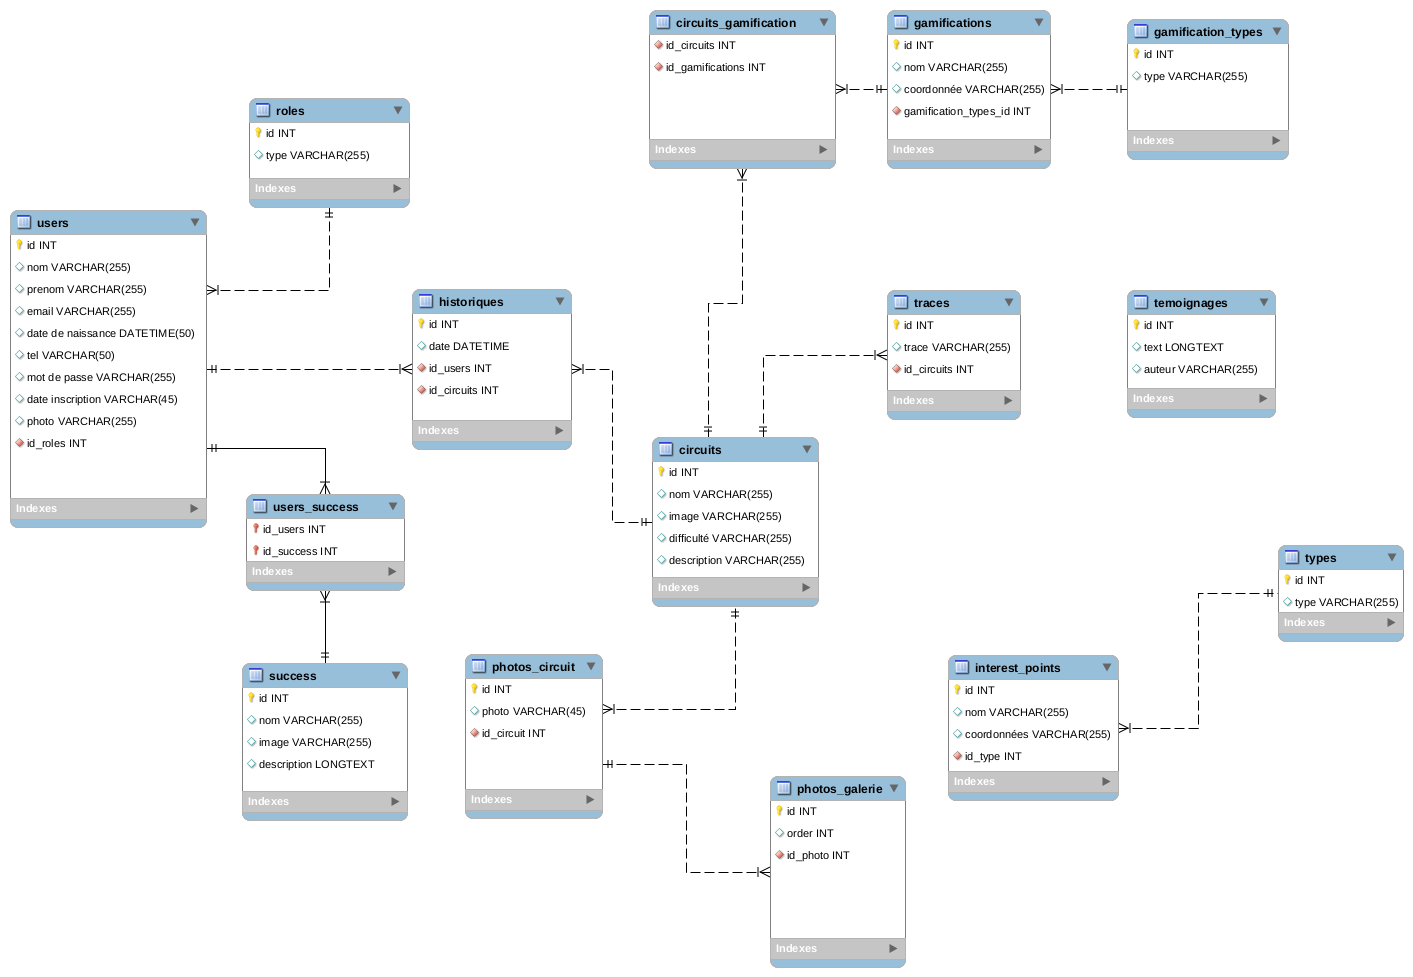 circuits_gamification
id_circuits INT
id_gamifications INT
Indexes
gamifications
id INT
nom VARCHAR(255)
coordonnée VARCHAR(255)
gamification_types_id INT
Indexes
gamification_types
id INT
type VARCHAR(255)
Indexes
roles
id INT
type VARCHAR(255)
Indexes
users
id INT
nom VARCHAR(255)
prenom VARCHAR(255)
email VARCHAR(255)
date de naissance DATETIME(50)
tel VARCHAR(50)
mot de passe VARCHAR(255)
date inscription VARCHAR(45)
photo VARCHAR(255)
id_roles INT
Indexes
historiques
id INT
date DATETIME
id_users INT
id_circuits INT
Indexes
traces
id INT
trace VARCHAR(255)
id_circuits INT
Indexes
temoignages
id INT
text LONGTEXT
auteur VARCHAR(255)
Indexes
circuits
id INT
nom VARCHAR(255)
image VARCHAR(255)
difficulté VARCHAR(255)
description VARCHAR(255)
Indexes
users_success
id_users INT
id_success INT
Indexes
types
id INT
type VARCHAR(255)
Indexes
success
id INT
nom VARCHAR(255)
image VARCHAR(255)
description LONGTEXT
Indexes
photos_circuit
id INT
photo VARCHAR(45)
id_circuit INT
Indexes
interest_points
id INT
nom VARCHAR(255)
coordonnées VARCHAR(255)
id_type INT
Indexes
photos_galerie
id INT
order INT
id_photo INT
Indexes